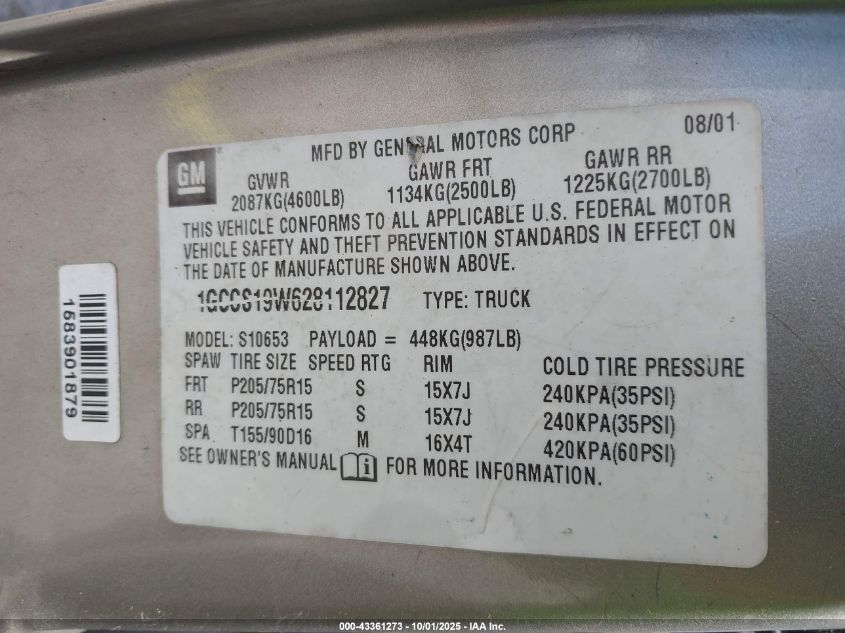 MFD BY GENERAL MOTORS CORP 08/01
GM
GVWR GAWR FRT GAWR RR
2087KG(4600LB) 1134KG(2500LB) 1225KG(2700LB)
THIS VEHICLE CONFORMS TO ALL APPLICABLE U.S. FEDERAL MOTOR
VEHICLE SAFETY AND THEFT PREVENTION STANDARDS IN EFFECT ON
THE DATE OF MANUFACTURE SHOWN ABOVE.
1GCCS19W628112827 TYPE: TRUCK
MODEL: S10653 PAYLOAD = 448KG(987LB)
SPAW TIRE SIZE SPEED RTG RIM COLD TIRE PRESSURE
FRT P205/75R15 S 15X7J 240KPA(35PSI)
RR P205/75R15 S 15X7J 240KPA(35PSI)
SPA T155/90D16 M 16X4T 420KPA(60PSI)
SEE OWNER'S MANUAL i FOR MORE INFORMATION.
1683901879
000-43361273 - 10/01/2025 - IAA Inc.